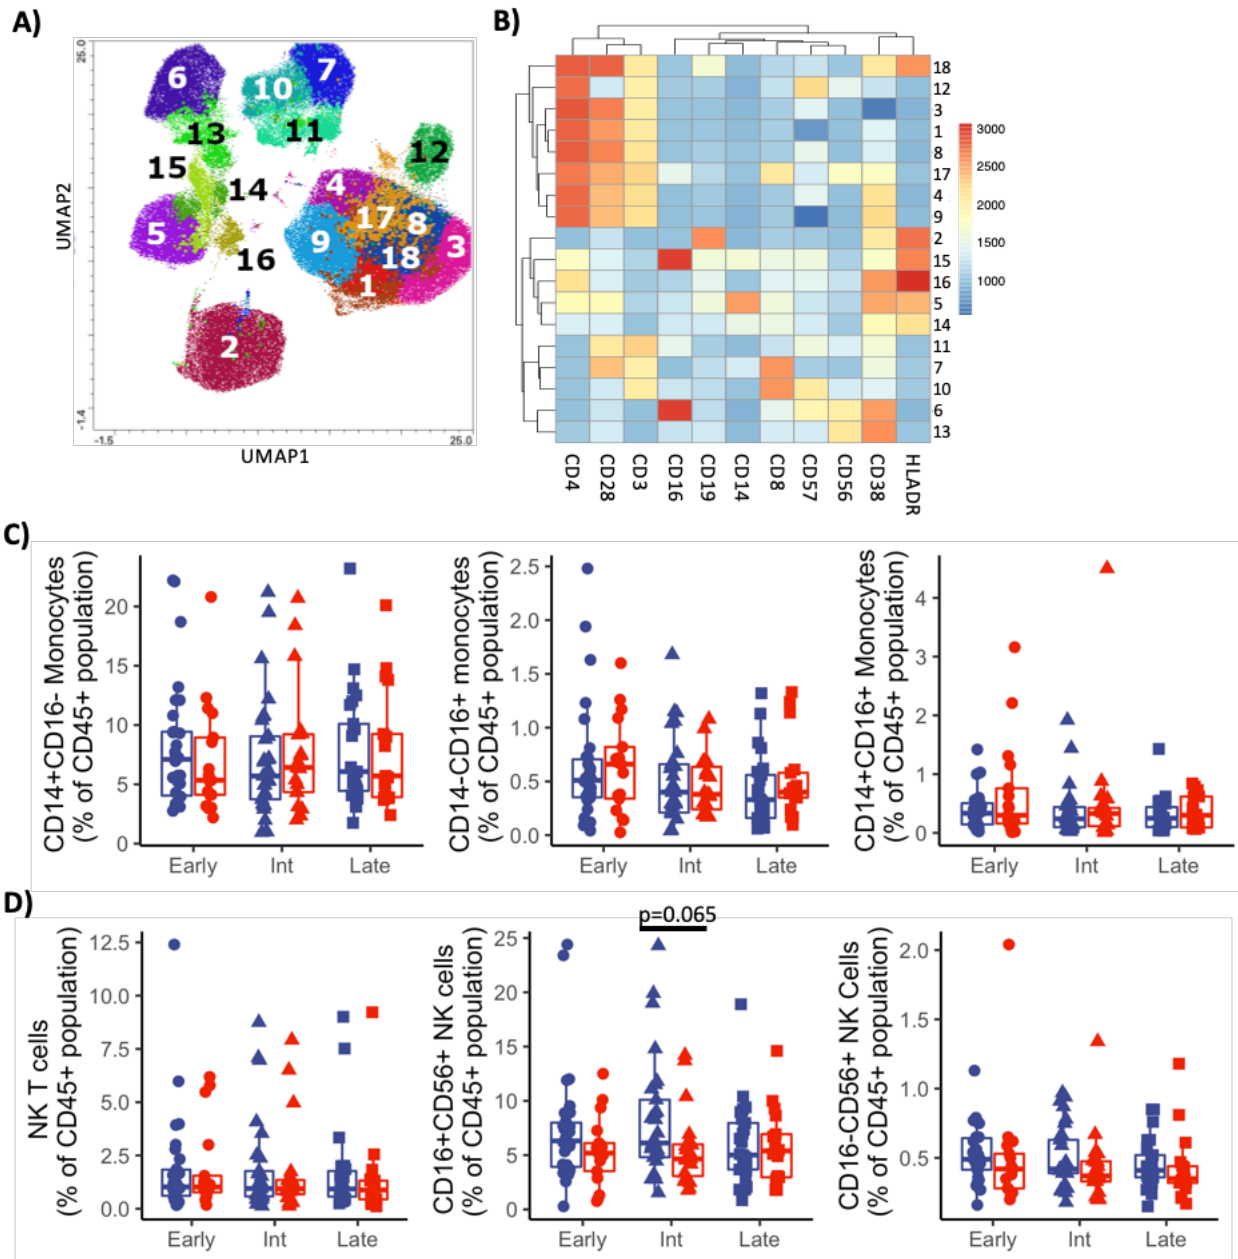 A)
B)
25.0
UMAP2
-1.4
-1.5
25.0
UMAP1
6
7
10
13
11
12
15
14
4
17
8
5
9
3
16
18
1
2
18
12
3
1
8
17
4
9
2
15
16
5
14
11
7
10
6
13
3000
2500
2000
1500
1000
CD4
CD28
CD3
CD16
CD19
CD14
CD8
CD57
CD56
CD38
HLADR
C)
CD14+CD16- Monocytes
(% of CD45+ population)
20
15
10
5
0
Early Int Late
CD14-CD16+ monocytes
(% of CD45+ population)
2.5
2.0
1.5
1.0
0.5
0.0
Early Int Late
CD14+CD16+ Monocytes
(% of CD45+ population)
4
3
2
1
0
Early Int Late
D)
NK T cells
(% of CD45+ population)
12.5
10.0
7.5
5.0
2.5
0.0
Early Int Late
p=0.065
CD16+CD56+ NK cells
(% of CD45+ population)
25
20
15
10
5
0
Early Int Late
CD16-CD56+ NK Cells
(% of CD45+ population)
2.0
1.5
1.0
0.5
Early Int Late